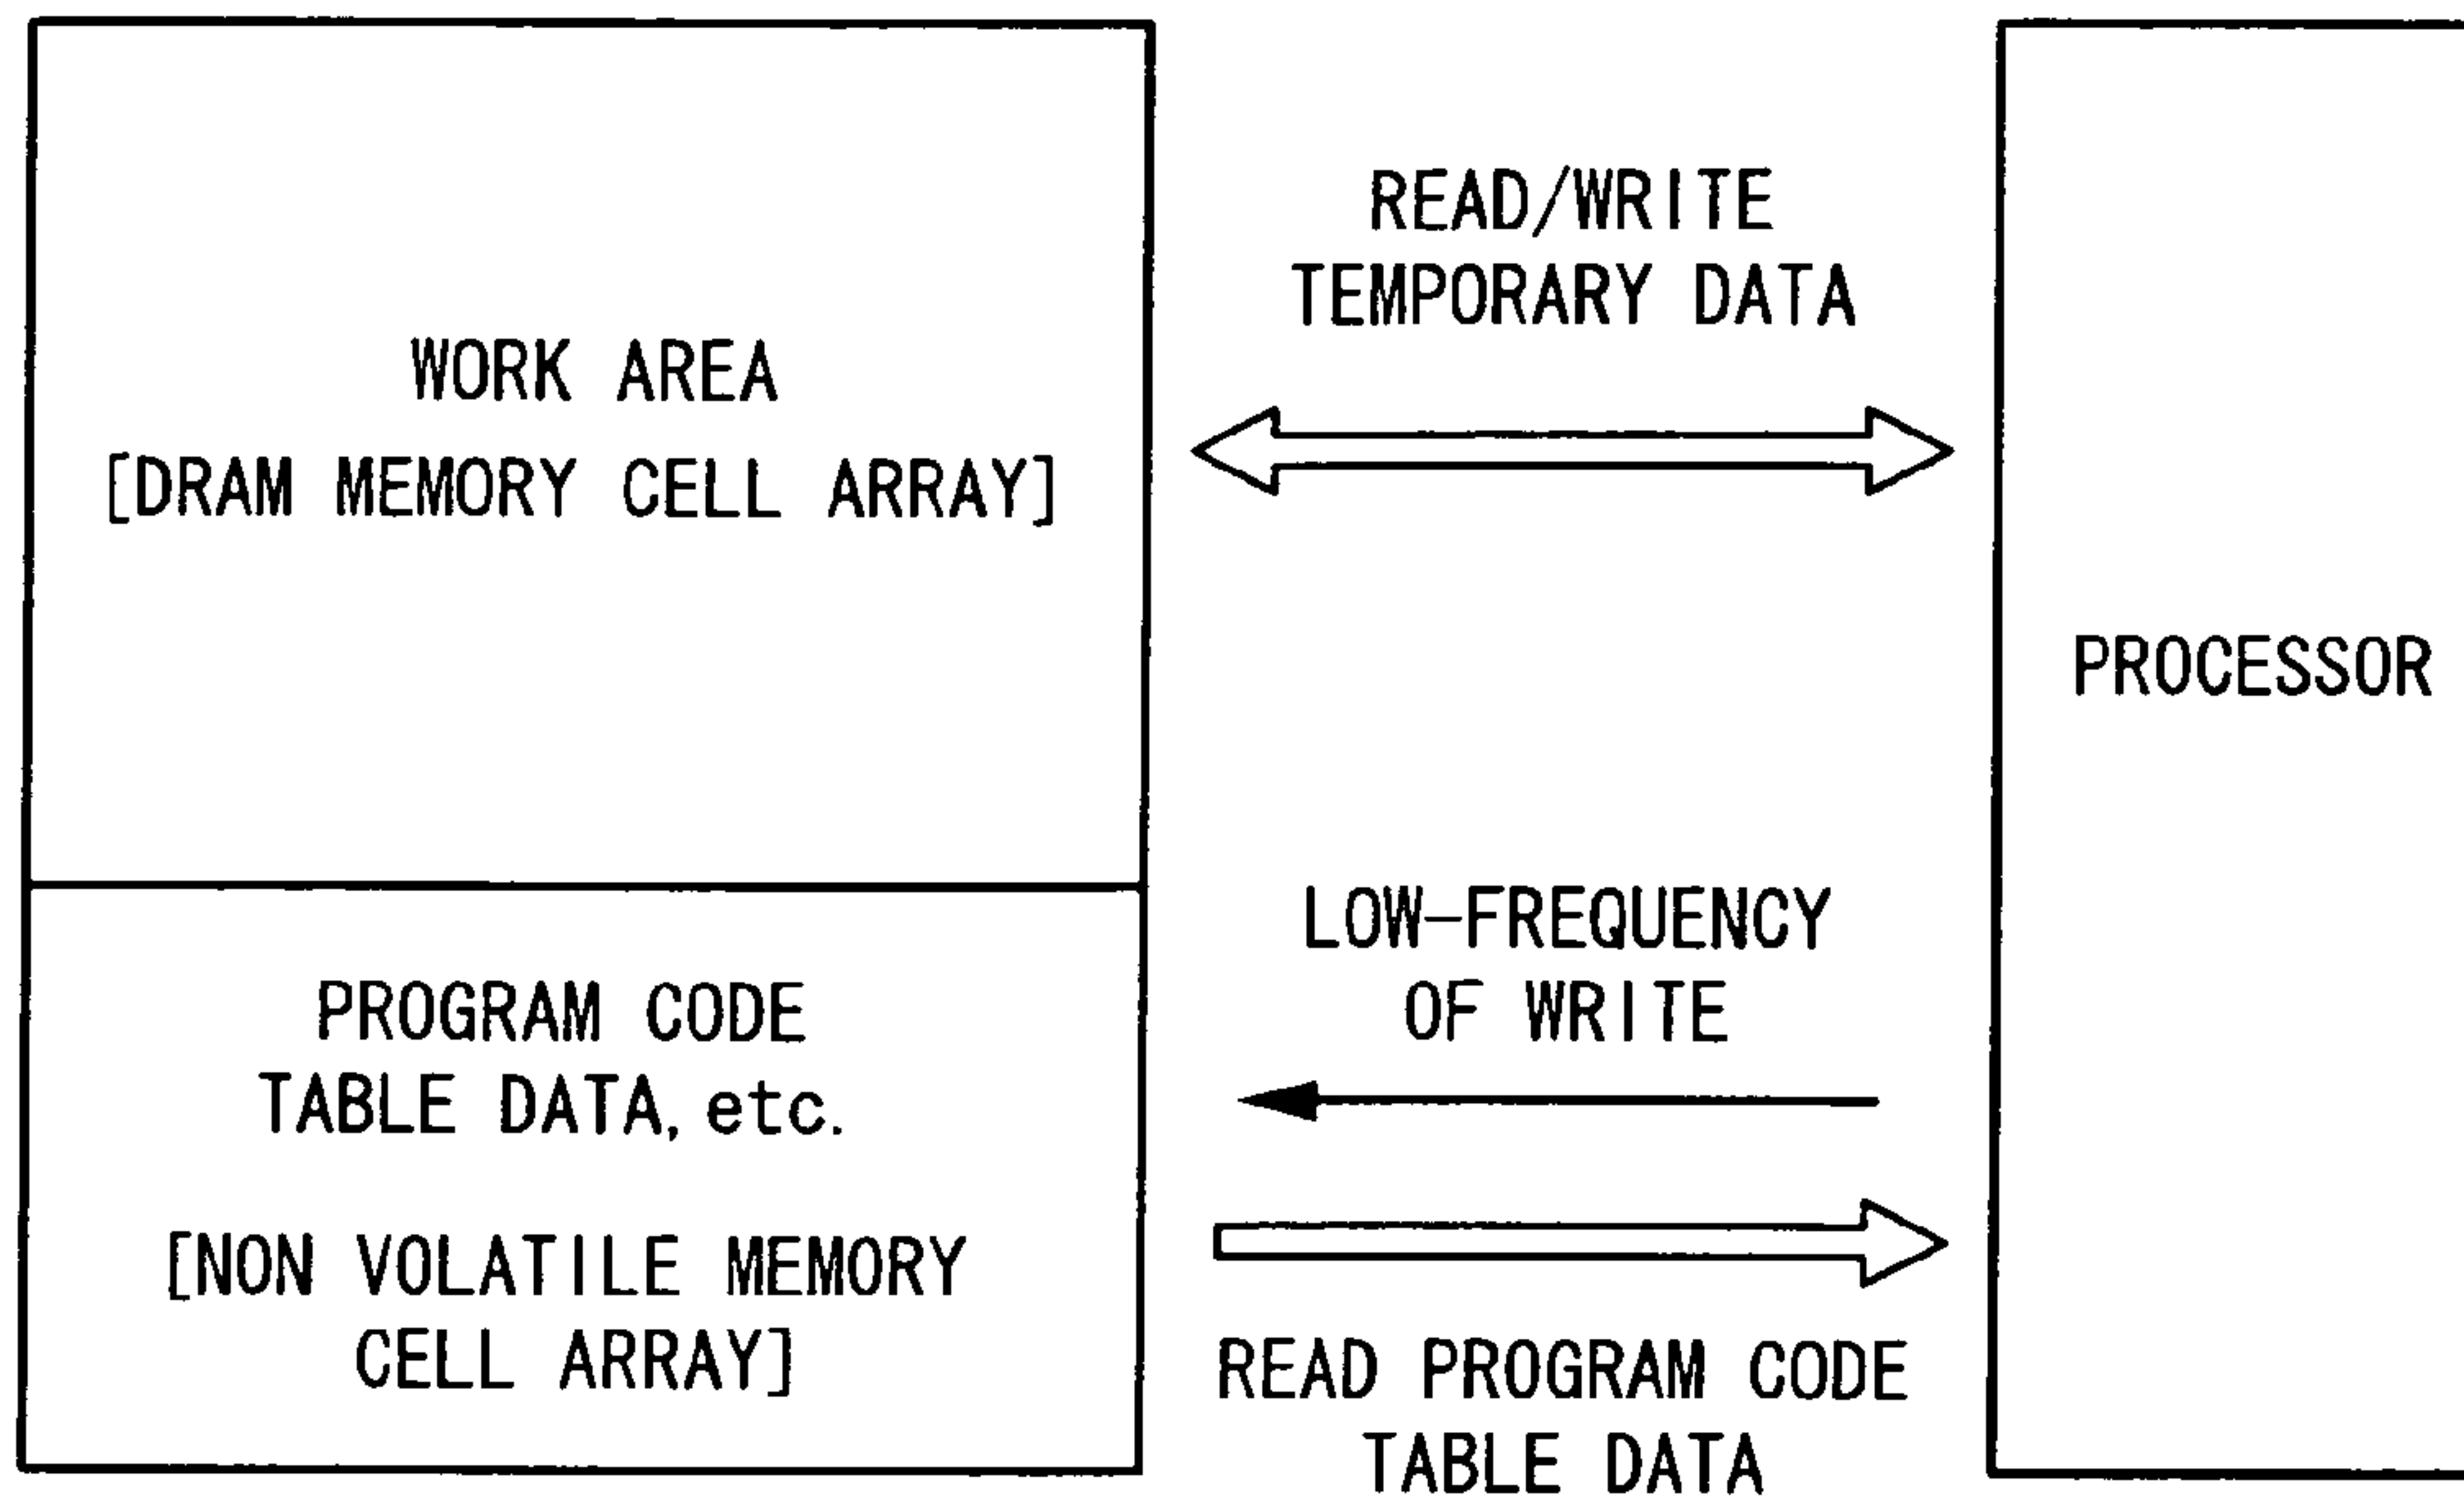 WORK AREA
[DRAM MEMORY CELL ARRAY]
READ/WRITE
TEMPORARY DATA
PROCESSOR
PROGRAM CODE
TABLE DATA, etc.
[NON VOLATILE MEMORY
CELL ARRAY]
LOW-FREQUENCY
OF WRITE
READ PROGRAM CODE
TABLE DATA